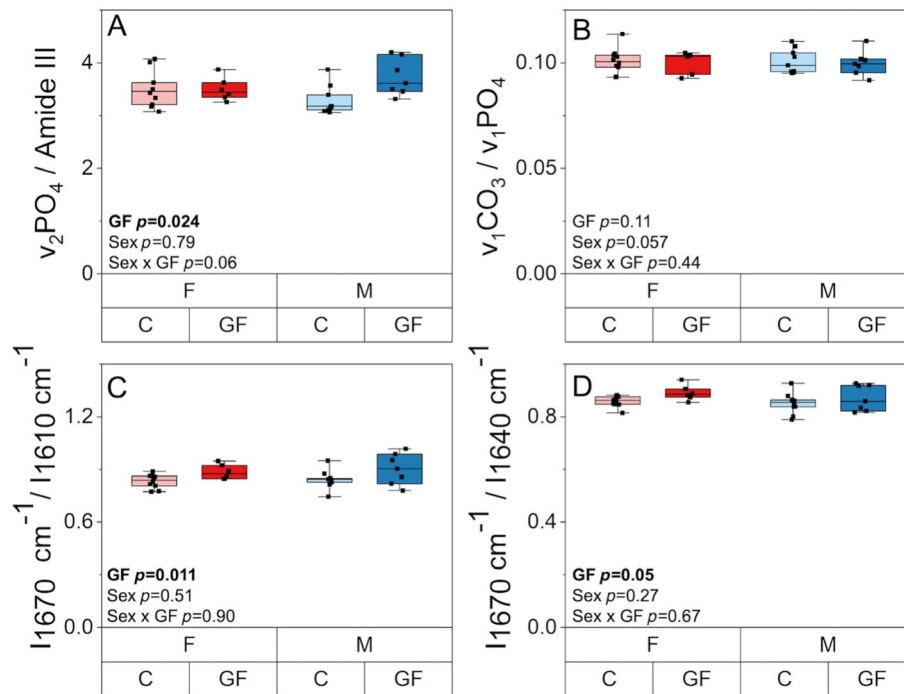 A
v₂PO₄ / Amide III
4
2
0
GF p=0.024
Sex p=0.79
Sex x GF p=0.06
F M
C GF C GF
B
v₁CO₃ / v₁PO₄
0.10
0.05
0.00
GF p=0.11
Sex p=0.057
Sex x GF p=0.44
F M
C GF C GF
C
I1670 cm⁻¹/ I1610 cm⁻¹
1.2
0.6
0.0
GF p=0.011
Sex p=0.51
Sex x GF p=0.90
F M
C GF C GF
D
I1670 cm⁻¹ / I1640 cm⁻¹
0.8
0.4
0.0
GF p=0.05
Sex p=0.27
Sex x GF p=0.67
F M
C GF C GF